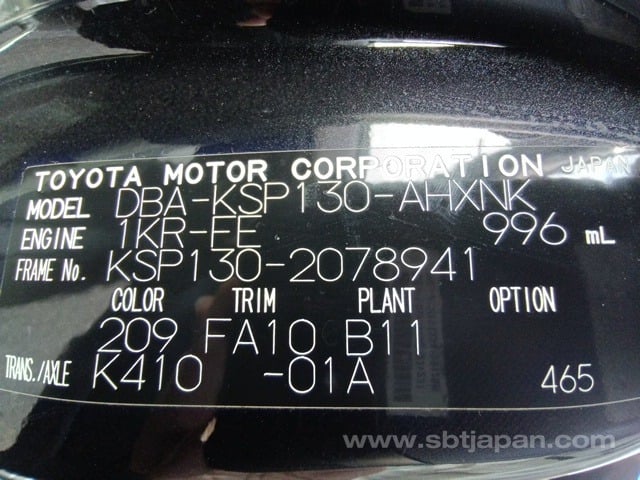 TOYOTA MOTOR CORPORATION JAPAN
MODEL DBA-KSP130-AHXNK
ENGINE 1KR-FE 996 mL
FRAME No. KSP130-2078941
COLOR TRIM PLANT OPTION
209 FA10 B11
TRANS./AXLE K410 -01A 465
www.sbtjapan.com